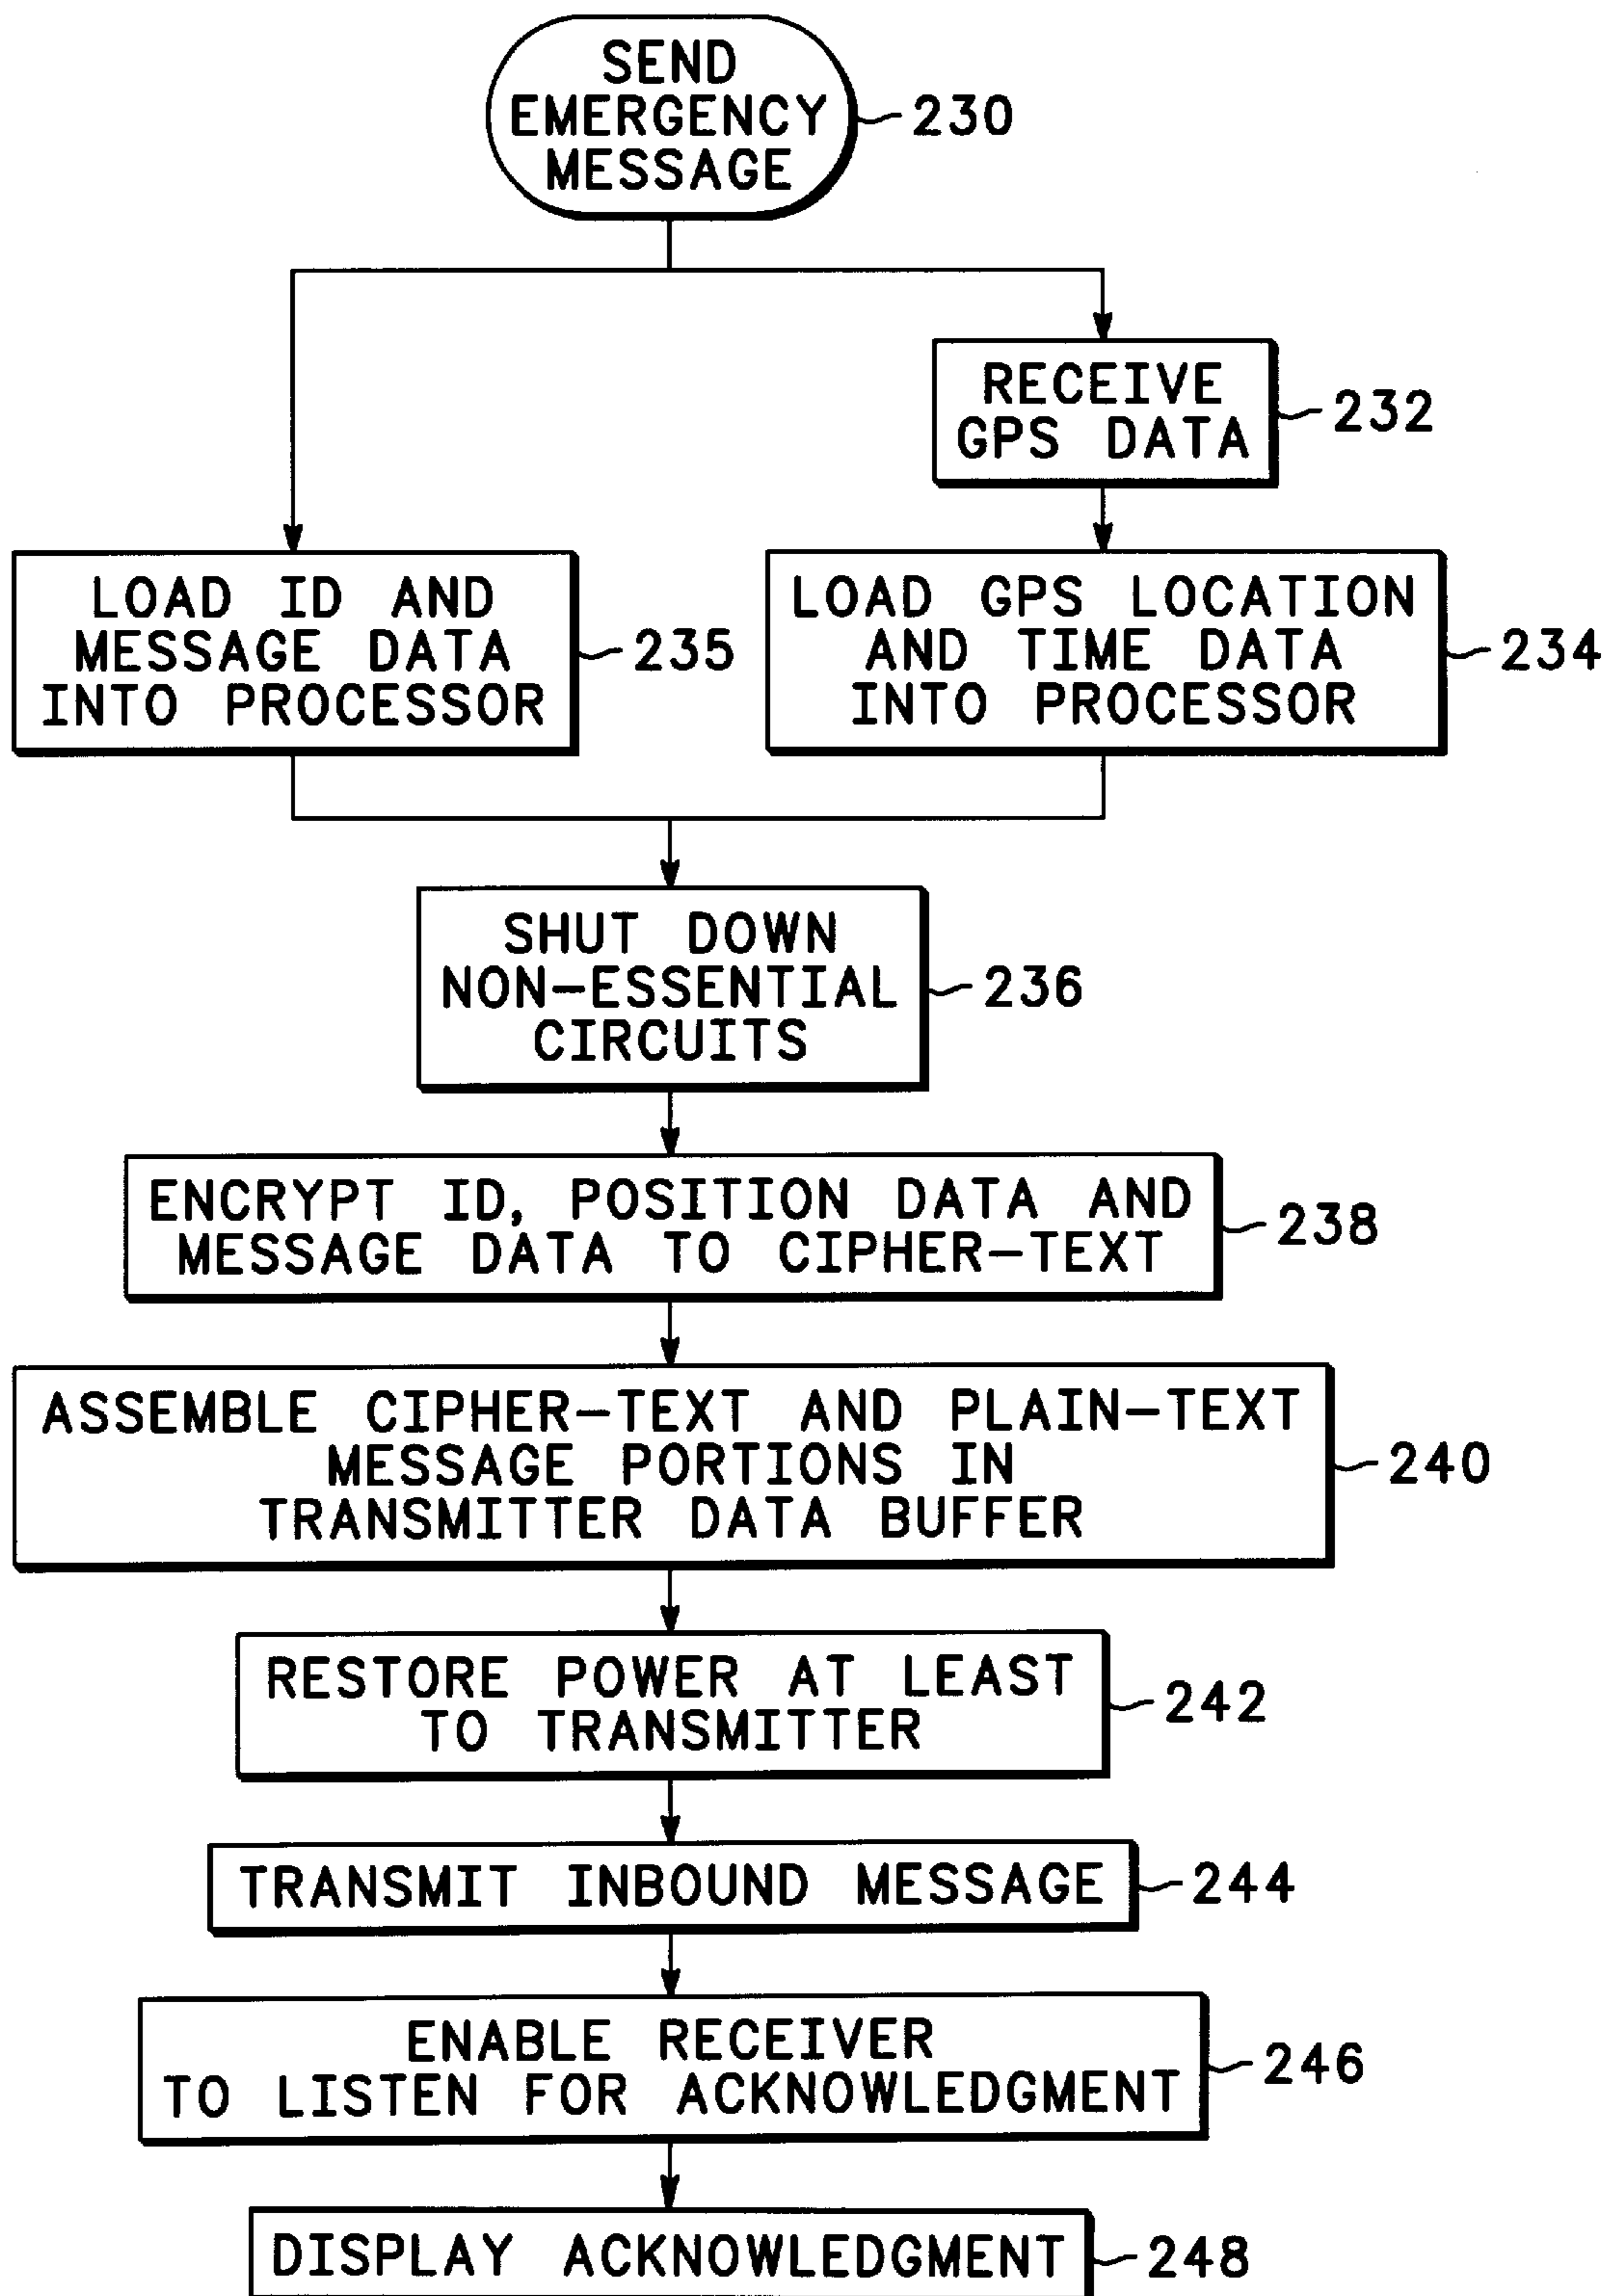 SEND
EMERGENCY
MESSAGE
230
RECEIVE
GPS DATA
232
LOAD ID AND
MESSAGE DATA
INTO PROCESSOR
235
LOAD GPS LOCATION
AND TIME DATA
INTO PROCESSOR
234
SHUT DOWN
NON-ESSENTIAL
CIRCUITS
236
ENCRYPT ID, POSITION DATA AND
MESSAGE DATA TO CIPHER-TEXT
238
ASSEMBLE CIPHER-TEXT AND PLAIN-TEXT
MESSAGE PORTIONS IN
TRANSMITTER DATA BUFFER
240
RESTORE POWER AT LEAST
TO TRANSMITTER
242
TRANSMIT INBOUND MESSAGE
244
ENABLE RECEIVER
TO LISTEN FOR ACKNOWLEDGMENT
246
DISPLAY ACKNOWLEDGMENT
248